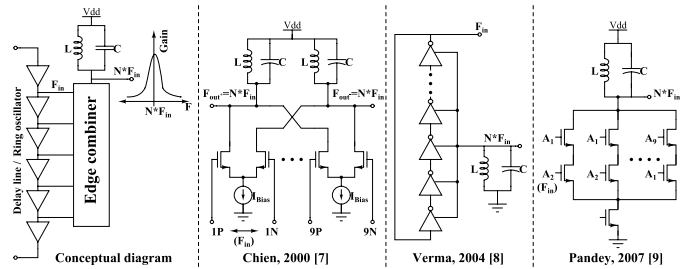 Vdd
L
C
Gain
F
N*Fin
N*Fin
Fin
Delay line / Ring oscillator
Edge combiner
Conceptual diagram
Vdd
L
C
L
C
Fout+=N*Fin
Fout-=N*Fin
IBias
IBias
1P
1N
9P
9N
(Fin)
Chien, 2000 [7]
Fin
N*Fin
L
C
Verma, 2004 [8]
Vdd
L
C
N*Fin
A1
A1
A9
A2
A2
A1
(Fin)
Pandey, 2007 [9]